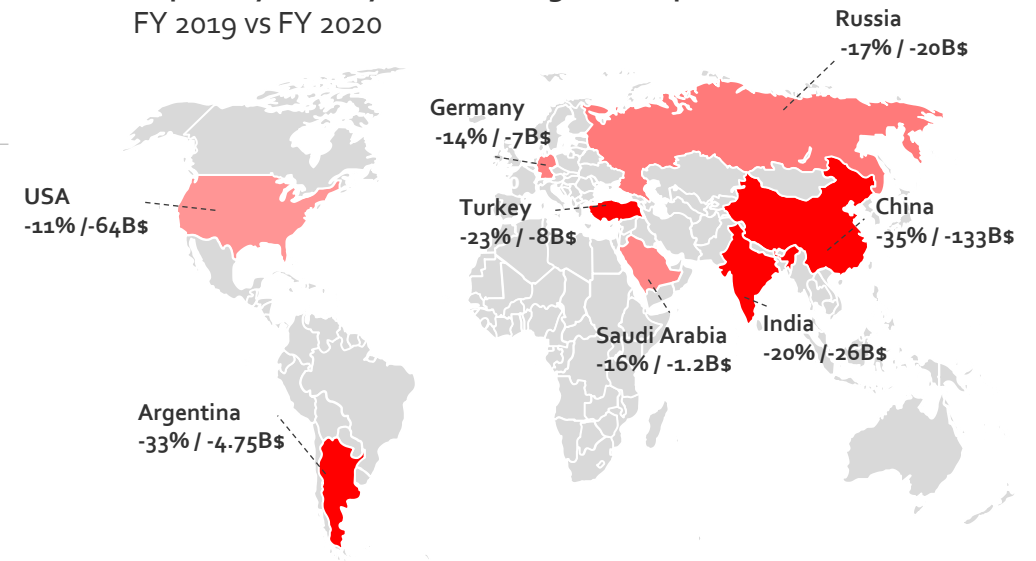 FY 2019 vs FY 2020
Russia
-17% / -20B$
Germany
-14% / -7B$
USA
-11% /-64B$
Turkey
-23% / -8B$
China
-35% / -133B$
Saudi Arabia
-16% / -1.2B$
India
-20% /-26B$
Argentina
-33% / -4.75B$